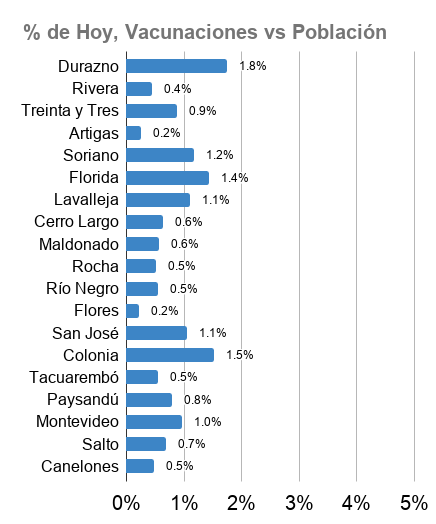 % de Hoy, Vacunaciones vs Población
Durazno 1.8%
Rivera 0.4%
Treinta y Tres 0.9%
Artigas 0.2%
Soriano 1.2%
Florida 1.4%
Lavalleja 1.1%
Cerro Largo 0.6%
Maldonado 0.6%
Rocha 0.5%
Río Negro 0.5%
Flores 0.2%
San José 1.1%
Colonia 1.5%
Tacuarembó 0.5%
Paysandú 0.8%
Montevideo 1.0%
Salto 0.7%
Canelones 0.5%
0% 1% 2% 3% 4% 5%